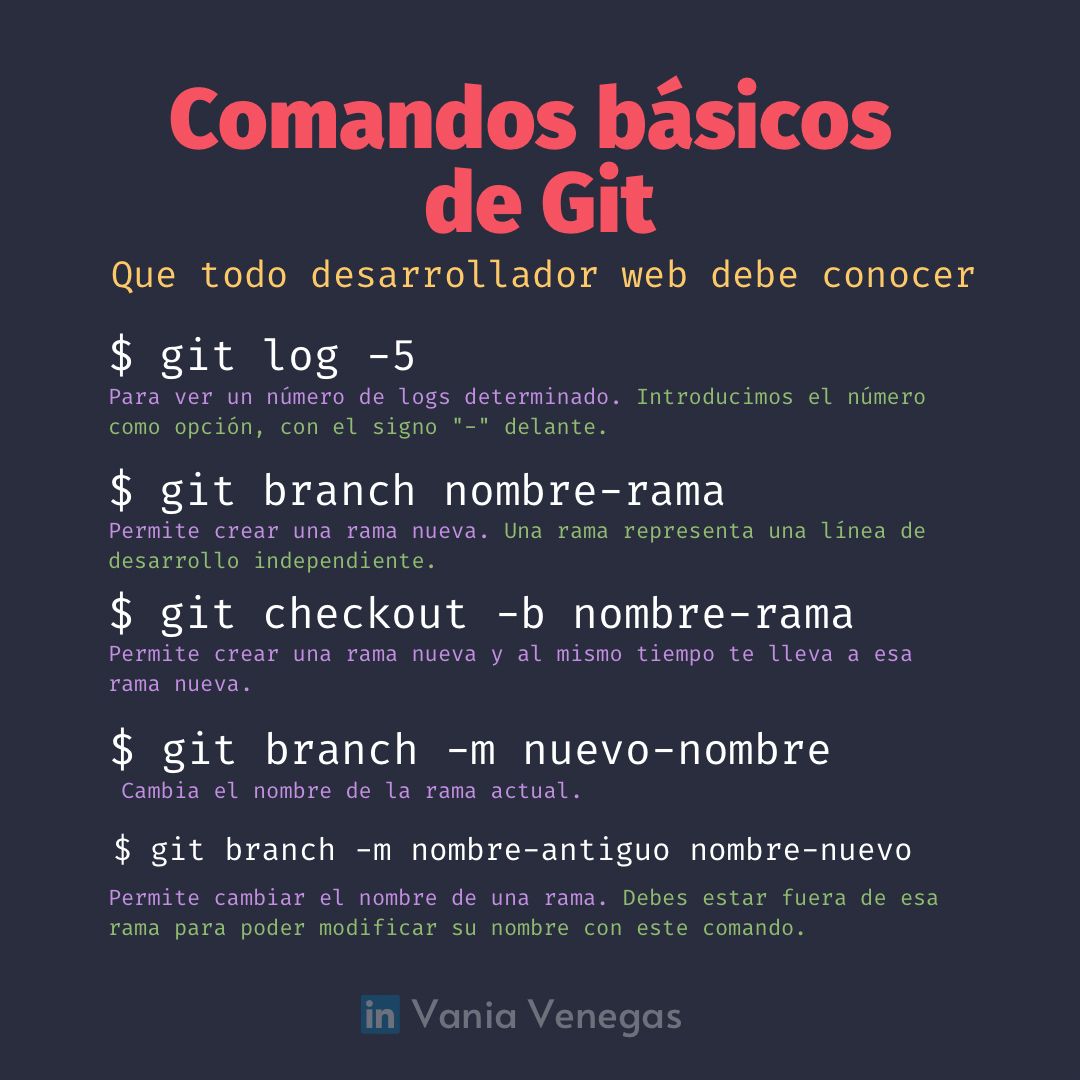 Comandos básicos
de Git
Que todo desarrollador web debe conocer
$ git log -5
Para ver un número de logs determinado. Introducimos el número
como opción, con el signo "-" delante.
$ git branch nombre-rama
Permite crear una rama nueva. Una rama representa una línea de
desarrollo independiente.
$ git checkout -b nombre-rama
Permite crear una rama nueva y al mismo tiempo te lleva a esa
rama nueva.
$ git branch -m nuevo-nombre
Cambia el nombre de la rama actual.
$ git branch -m nombre-antiguo nombre-nuevo
Permite cambiar el nombre de una rama. Debes estar fuera de esa
rama para poder modificar su nombre con este comando.
in Vania Venegas